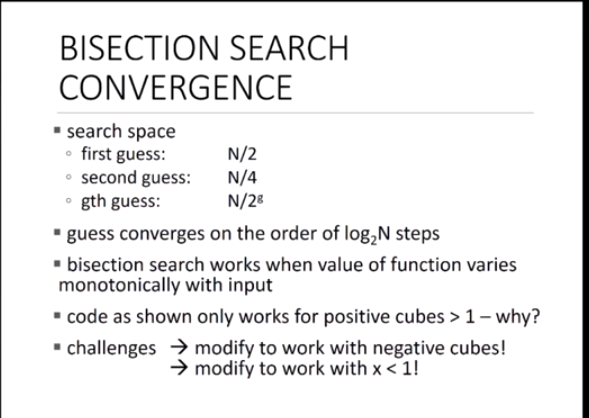 BISECTION SEARCH
CONVERGENCE
▪ search space
◦ first guess: N/2
◦ second guess: N/4
◦ gth guess: N/2ᵍ
▪ guess converges on the order of log₂N steps
▪ bisection search works when value of function varies
monotonically with input
▪ code as shown only works for positive cubes > 1 – why?
▪ challenges → modify to work with negative cubes!
→ modify to work with x < 1!